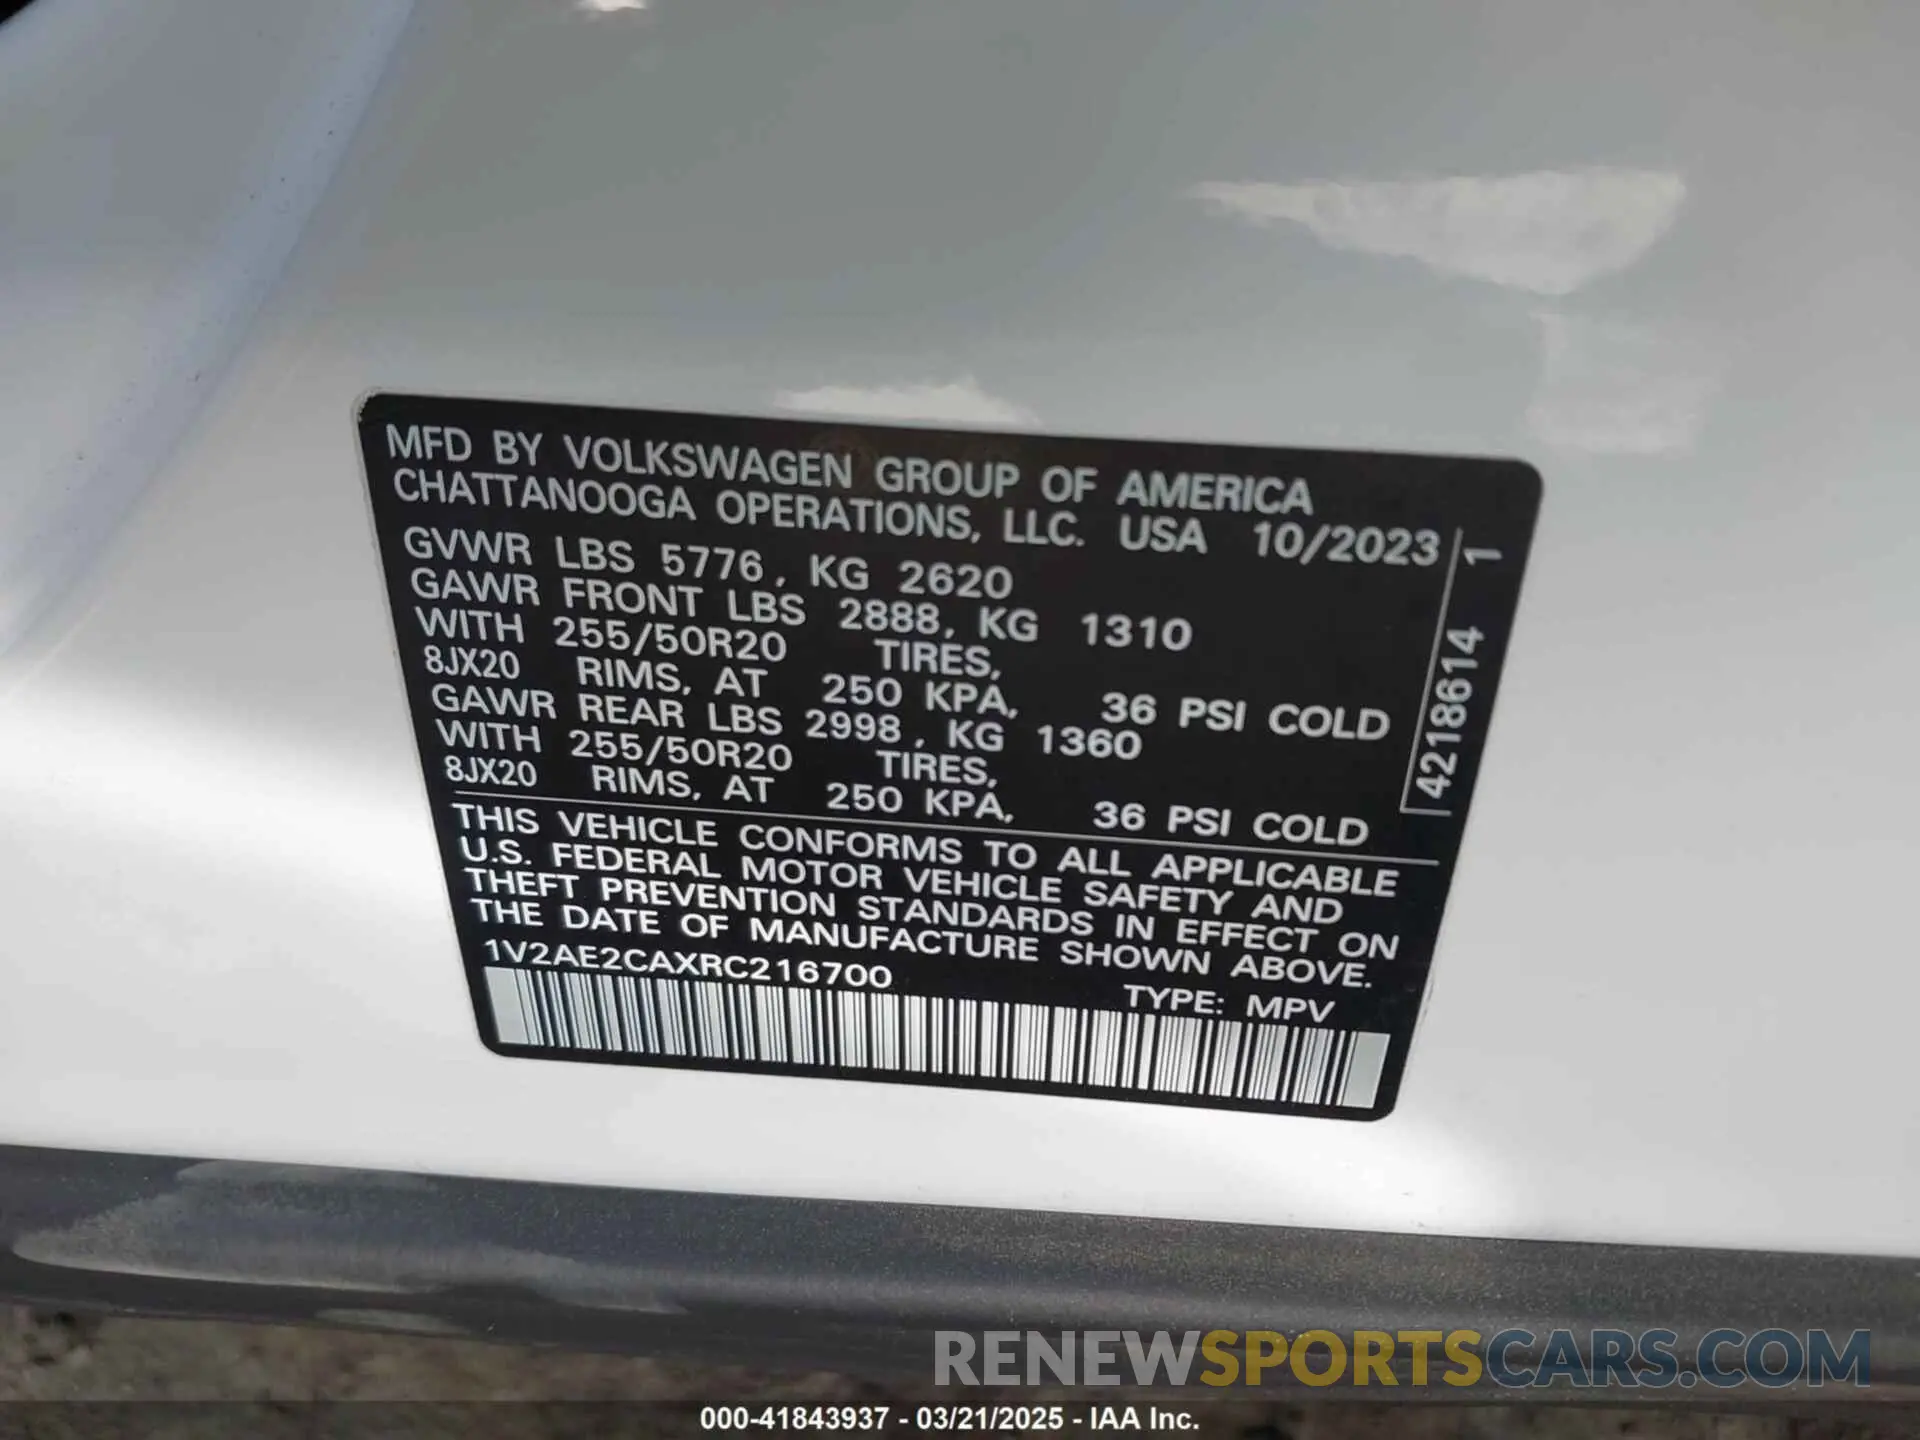 MFD BY VOLKSWAGEN GROUP OF AMERICA
CHATTANOOGA OPERATIONS, LLC. USA 10/2023
GVWR LBS 5776, KG 2620
GAWR FRONT LBS 2888, KG 1310
WITH 255/50R20 TIRES,
8JX20 RIMS, AT 250 KPA, 36 PSI COLD
GAWR REAR LBS 2998, KG 1360
WITH 255/50R20 TIRES,
8JX20 RIMS, AT 250 KPA, 36 PSI COLD
4218614 1
THIS VEHICLE CONFORMS TO ALL APPLICABLE
U.S. FEDERAL MOTOR VEHICLE SAFETY AND
THEFT PREVENTION STANDARDS IN EFFECT ON
THE DATE OF MANUFACTURE SHOWN ABOVE.
1V2AE2CAXRC216700
TYPE: MPV
RENEWSPORTSCARS.COM
000-41843937 - 03/21/2025 - IAA Inc.